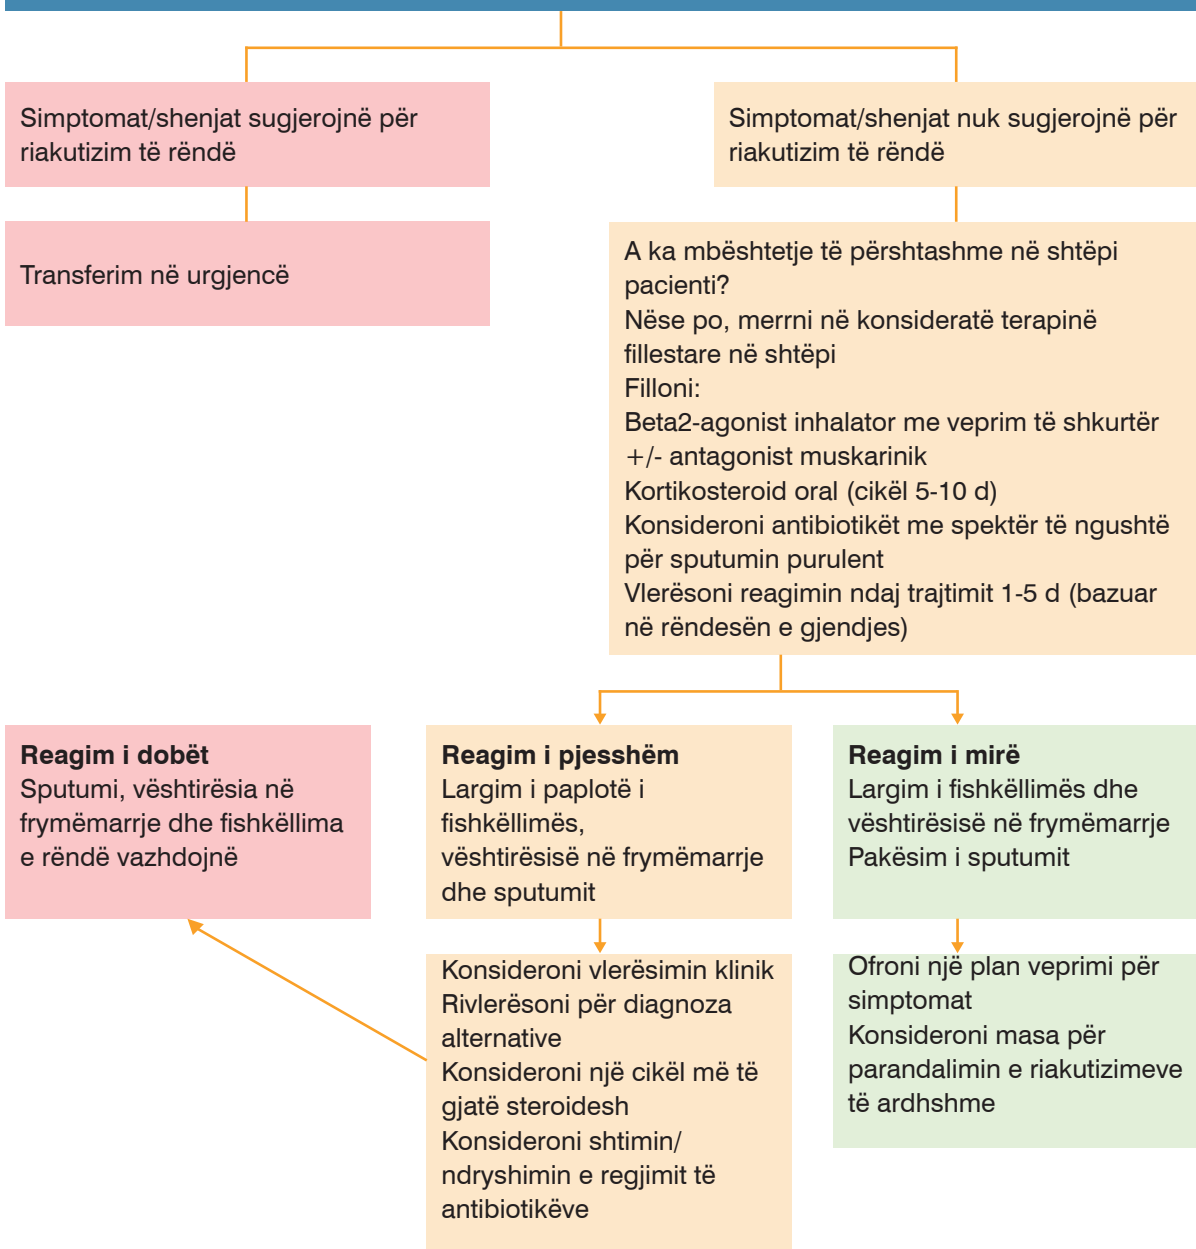 Simptomat/shenjat sugjerojnë për
riakutizim të rëndë
Simptomat/shenjat nuk sugjerojnë për
riakutizim të rëndë
Transferim në urgjencë
A ka mbështetje të përshtashme në shtëpi
pacienti?
Nëse po, merrni në konsideratë terapinë
fillestare në shtëpi
Filloni:
Beta2-agonist inhalator me veprim të shkurtër
+/- antagonist muskarinik
Kortikosteroid oral (cikël 5-10 d)
Konsideroni antibiotikët me spektër të ngushtë
për sputumin purulent
Vlerësoni reagimin ndaj trajtimit 1-5 d (bazuar
në rëndesën e gjendjes)
Reagim i dobët
Sputumi, vështirësia në
frymëmarrje dhe fishkëllima
e rëndë vazhdojnë
Reagim i pjesshëm
Largim i paplotë i
fishkëllimës,
vështirësisë në frymëmarrje
dhe sputumit
Reagim i mirë
Largim i fishkëllimës dhe
vështirësisë në frymëmarrje
Pakësim i sputumit
Konsideroni vlerësimin klinik
Rivlerësoni për diagnoza
alternative
Konsideroni një cikël më të
gjatë steroidesh
Konsideroni shtimin/
ndryshimin e regjimit të
antibiotikëve
Ofroni një plan veprimi për
simptomat
Konsideroni masa për
parandalimin e riakutizimeve
të ardhshme